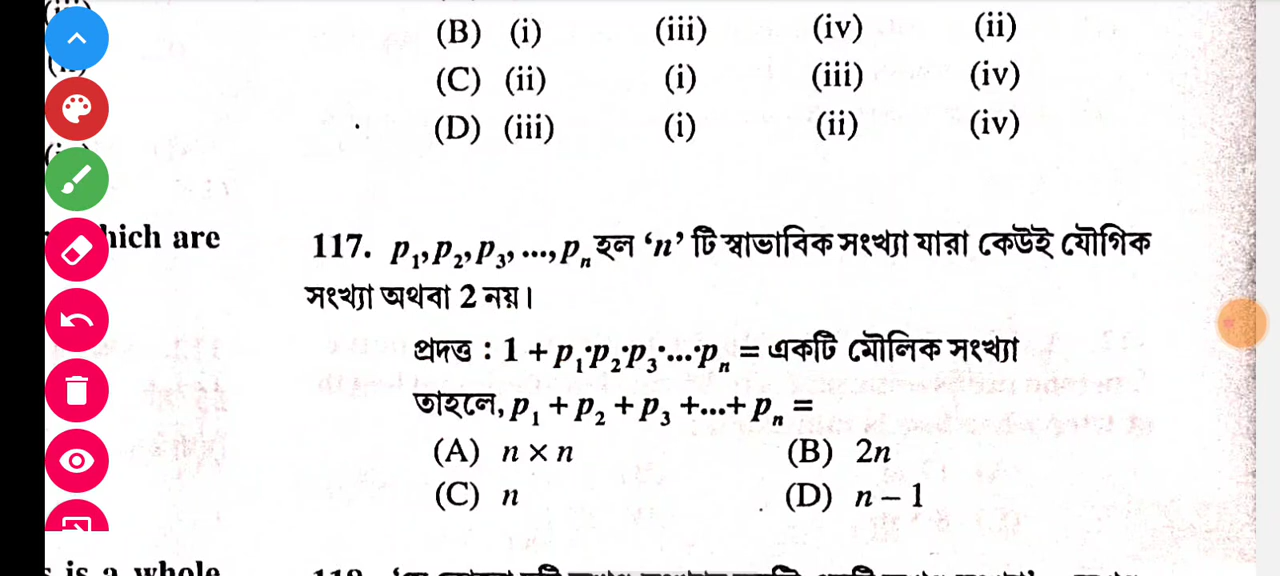 (B) (i) (iii) (iv) (ii)
(C) (ii) (i) (iii) (iv)
(D) (iii) (i) (ii) (iv)
hich are
117. p₁, p₂, p₃, ..., pₙ হল ‘n’ টি স্বাভাবিক সংখ্যা যারা কেউই যৌগিক
সংখ্যা অথবা 2 নয়।
প্রদত্ত : 1 + p₁·p₂·p₃·...·pₙ = একটি মৌলিক সংখ্যা
তাহলে, p₁ + p₂ + p₃ +...+ pₙ =
(A) n × n (B) 2n
(C) n (D) n – 1
is a whole